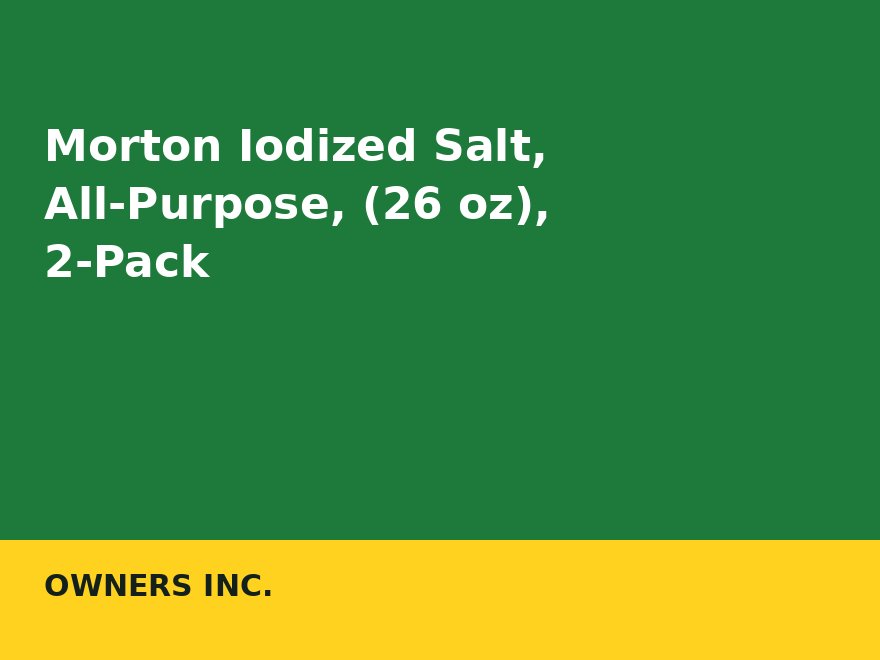 Morton Iodized Salt,
All-Purpose, (26 oz),
2-Pack
OWNERS INC.